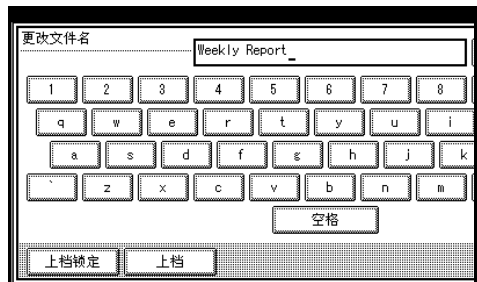 更改文件名
Weekly Report_
1 2 3 4 5 6 7 8
q w e r t y u i
a s d f g h j k
` z x c v b n m
空格
上档锁定 上档